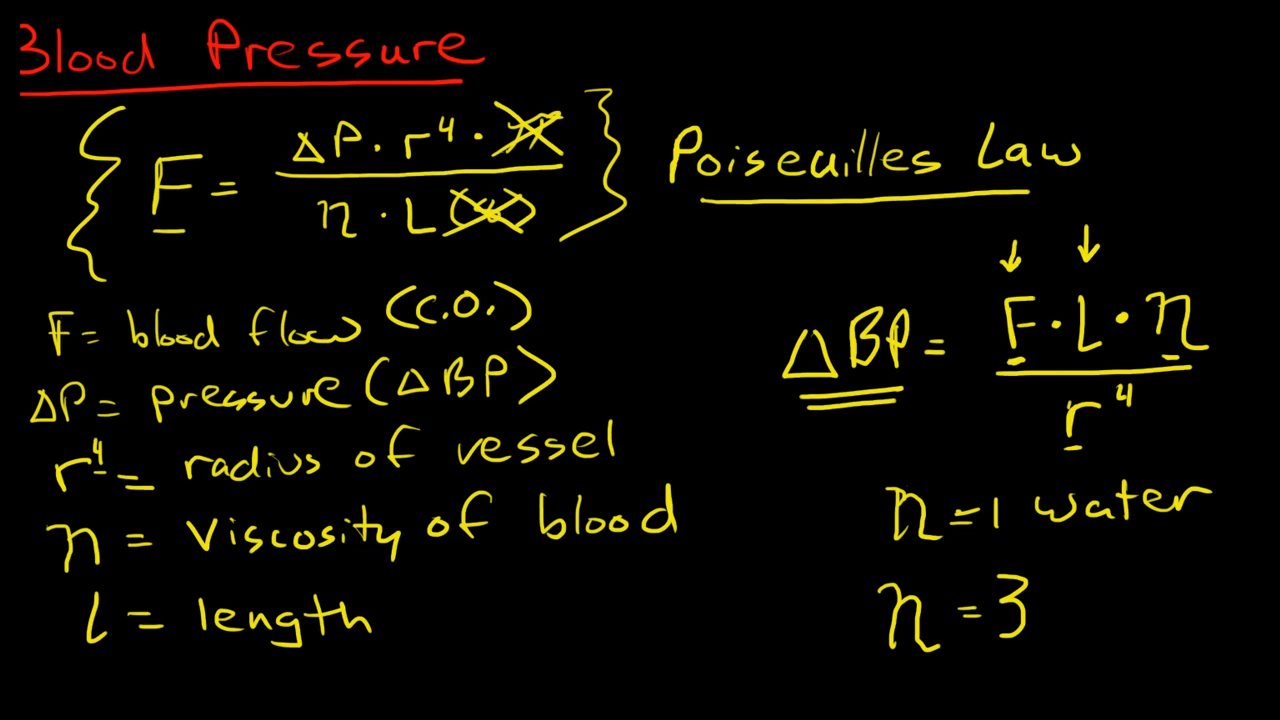 Blood Pressure
F = ΔP · r⁴ · / η · L
Poiseuilles Law
F = blood flow (C.O.)
ΔP = pressure (ΔBP)
r⁴ = radius of vessel
η = Viscosity of blood
l = length
↓ ↓
ΔBP = F · L · η / r⁴
η = 1 water
η = 3